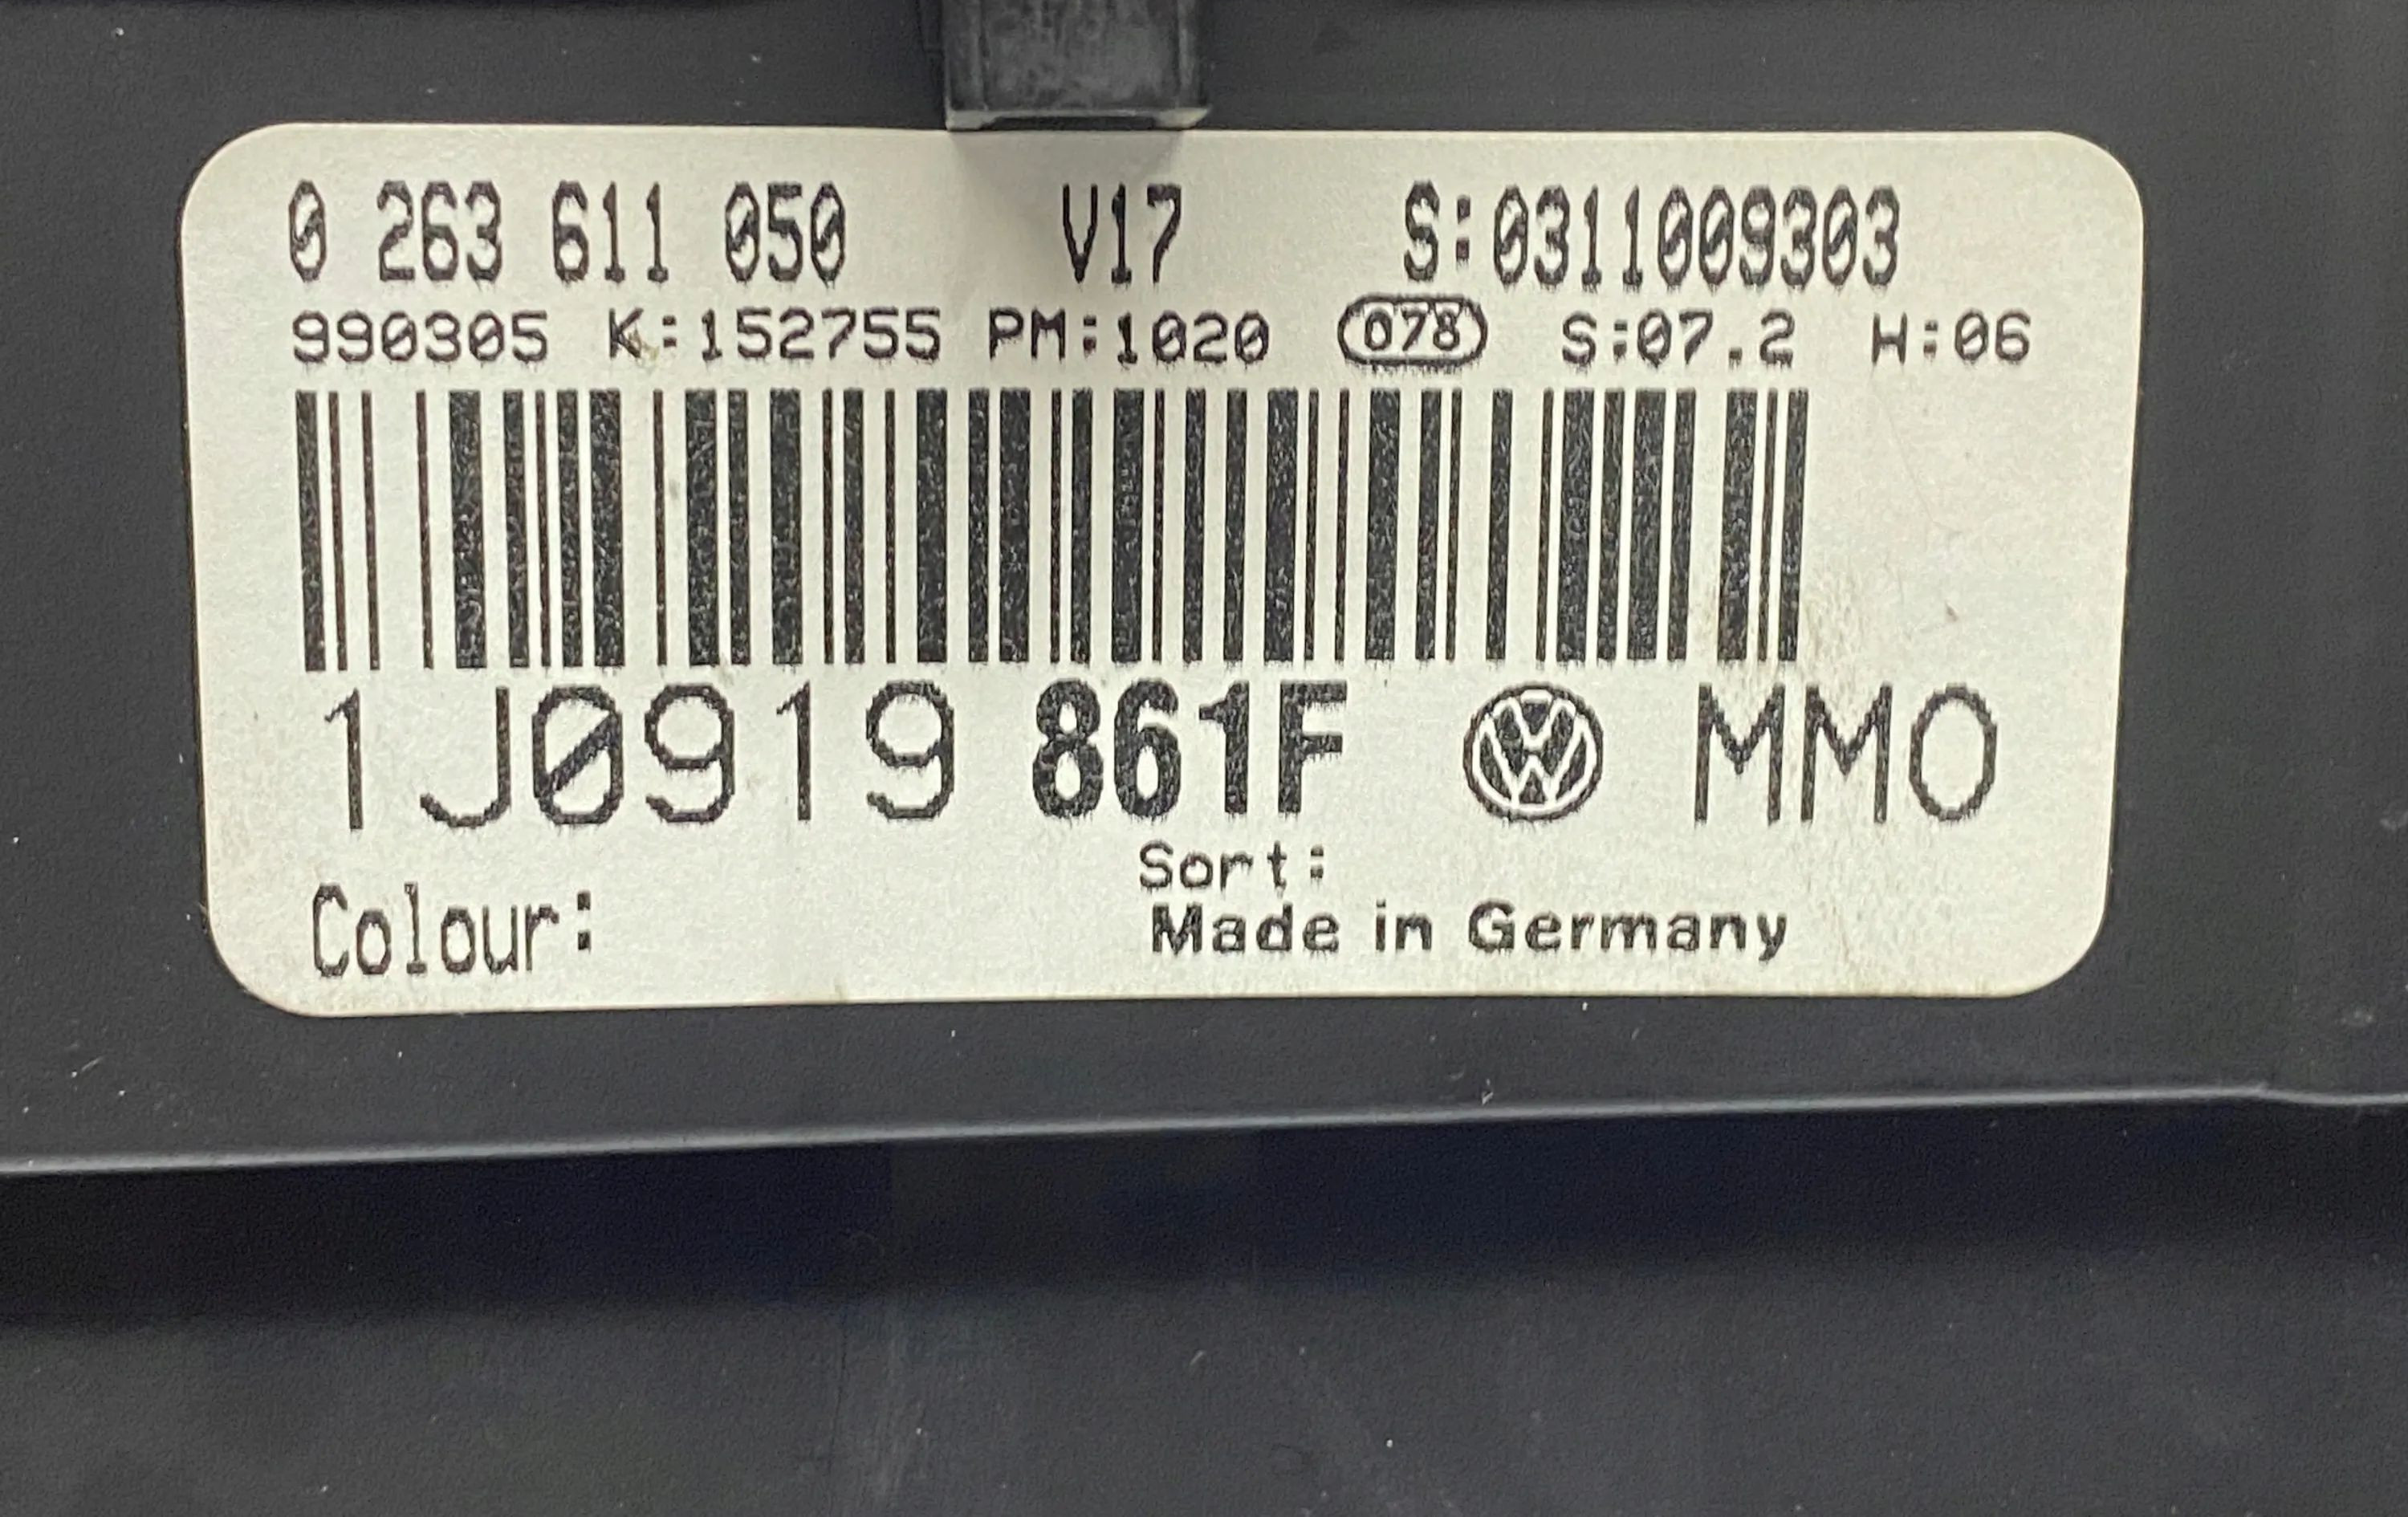 0 263 611 050 V17 S:0311009303
990305 K:152755 PM:1020 078 S:07.2 H:06
1J0919 861F VW MMO
Sort:
Colour: Made in Germany